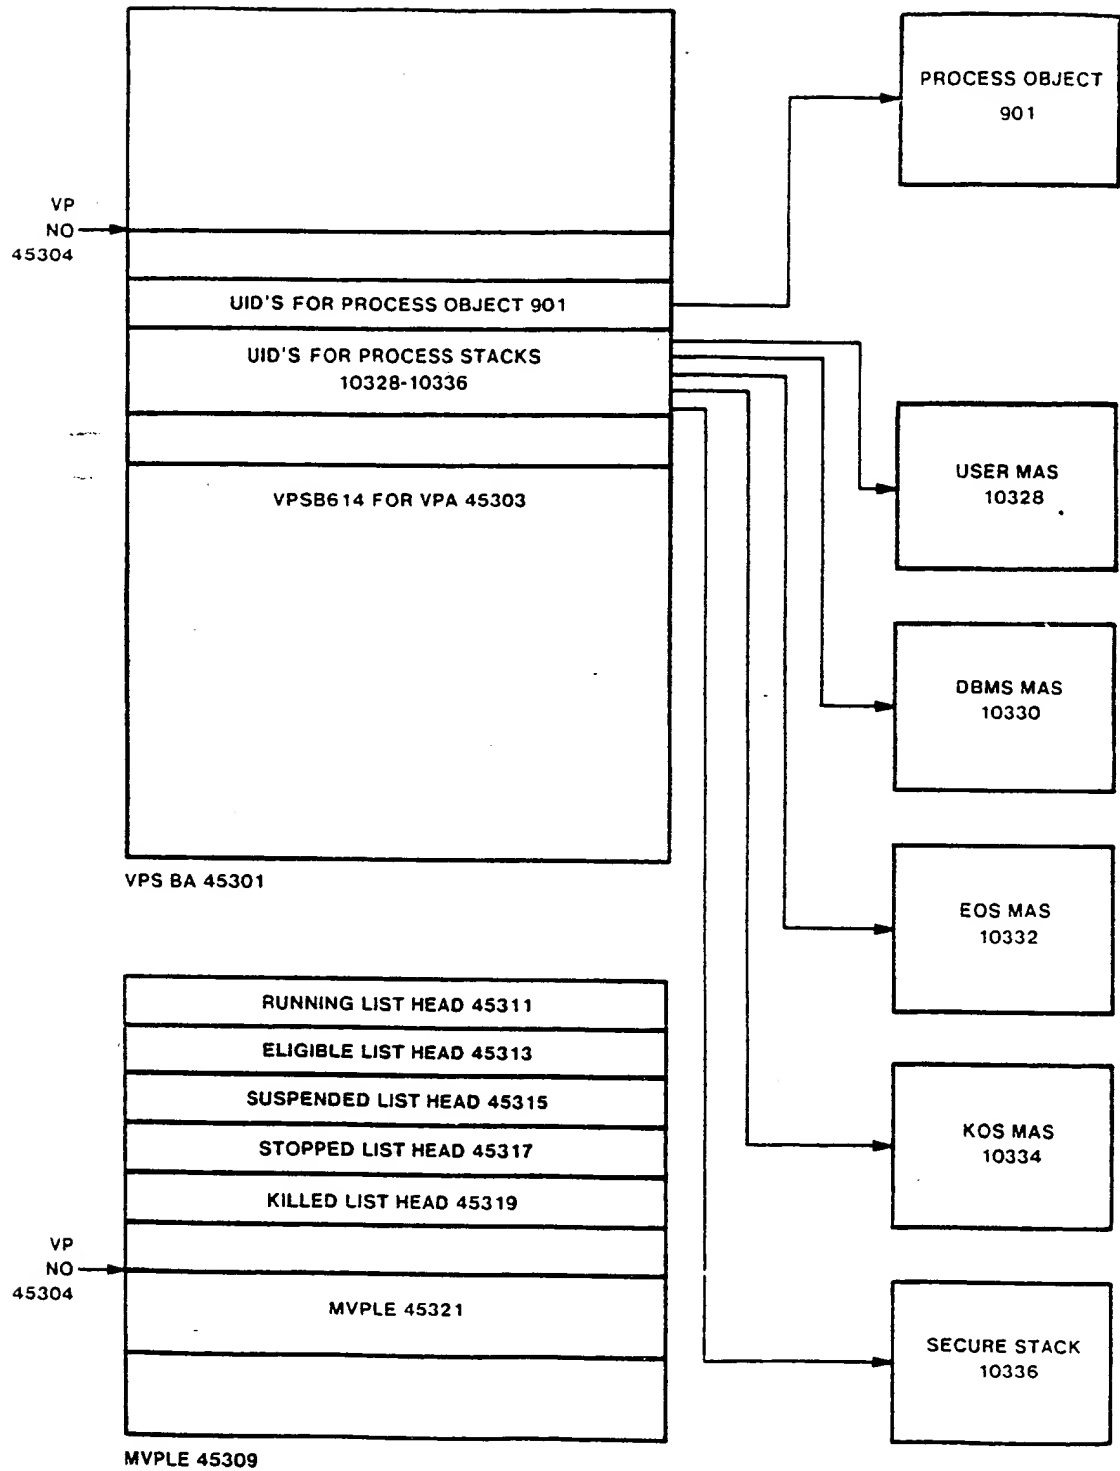 VP
NO
45304
UID'S FOR PROCESS OBJECT 901
UID'S FOR PROCESS STACKS
10328-10336
VPSB614 FOR VPA 45303
VPS BA 45301
PROCESS OBJECT
901
USER MAS
10328
DBMS MAS
10330
EOS MAS
10332
KOS MAS
10334
SECURE STACK
10336
RUNNING LIST HEAD 45311
ELIGIBLE LIST HEAD 45313
SUSPENDED LIST HEAD 45315
STOPPED LIST HEAD 45317
KILLED LIST HEAD 45319
VP
NO
45304
MVPLE 45321
MVPLE 45309